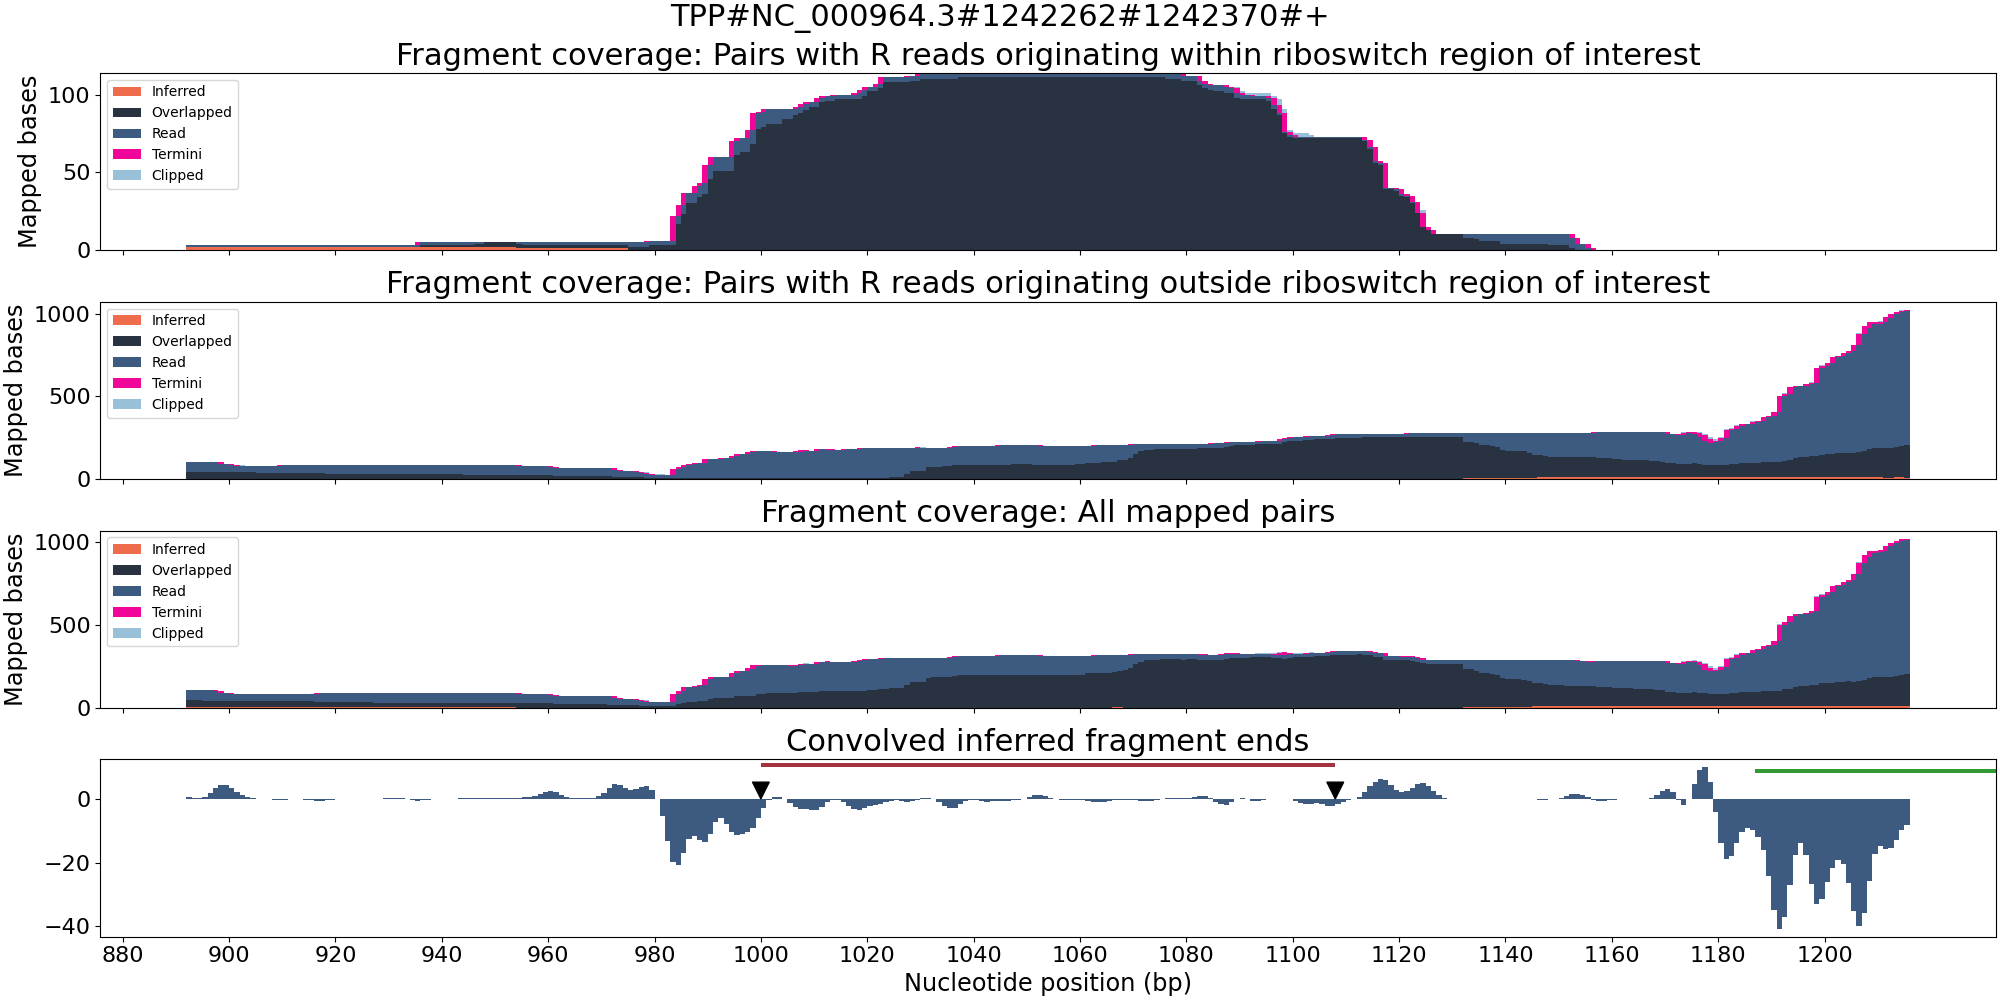 TPP#NC_000964.3#1242262#1242370#+
Fragment coverage: Pairs with R reads originating within riboswitch region of interest
Mapped bases
100
50
0
Inferred
Overlapped
Read
Termini
Clipped
Fragment coverage: Pairs with R reads originating outside riboswitch region of interest
Mapped bases
1000
500
0
Inferred
Overlapped
Read
Termini
Clipped
Fragment coverage: All mapped pairs
Mapped bases
1000
500
0
Inferred
Overlapped
Read
Termini
Clipped
Convolved inferred fragment ends
0
−20
−40
880 900 920 940 960 980 1000 1020 1040 1060 1080 1100 1120 1140 1160 1180 1200
Nucleotide position (bp)